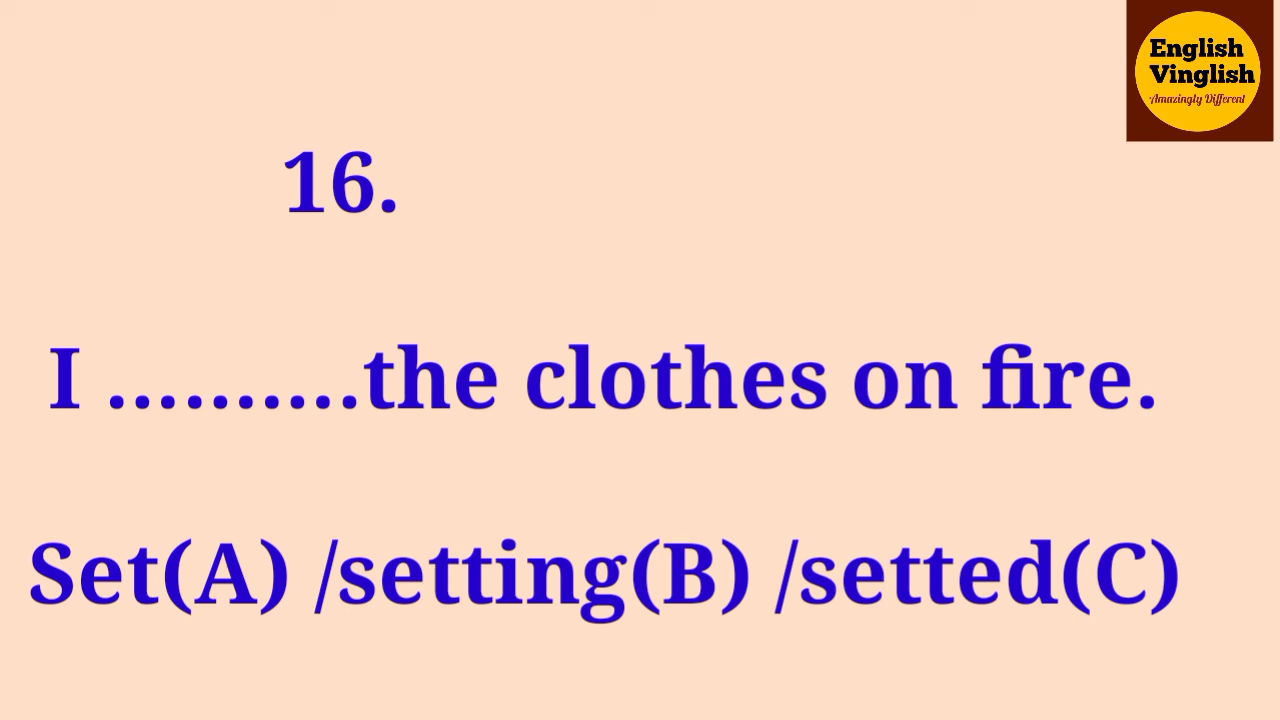 English
Vinglish
Amazingly Different
16.
I ..........the clothes on fire.
Set(A) /setting(B) /setted(C)